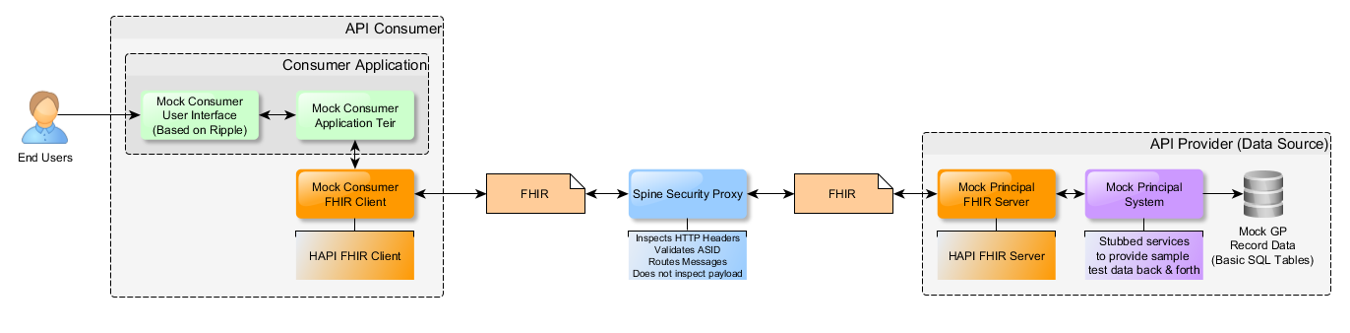 API Consumer
Consumer Application
Mock Consumer
User Interface
(Based on Ripple)
Mock Consumer
Application Teir
End Users
Mock Consumer
FHIR Client
HAPI FHIR Client
FHIR
Spine Security Proxy
Inspects HTTP Headers
Validates ASID
Routes Messages
Does not inspect payload
FHIR
API Provider (Data Source)
Mock Principal
FHIR Server
HAPI FHIR Server
Mock Principal
System
Stubbed services
to provide sample
test data back & forth
Mock GP
Record Data
(Basic SQL Tables)